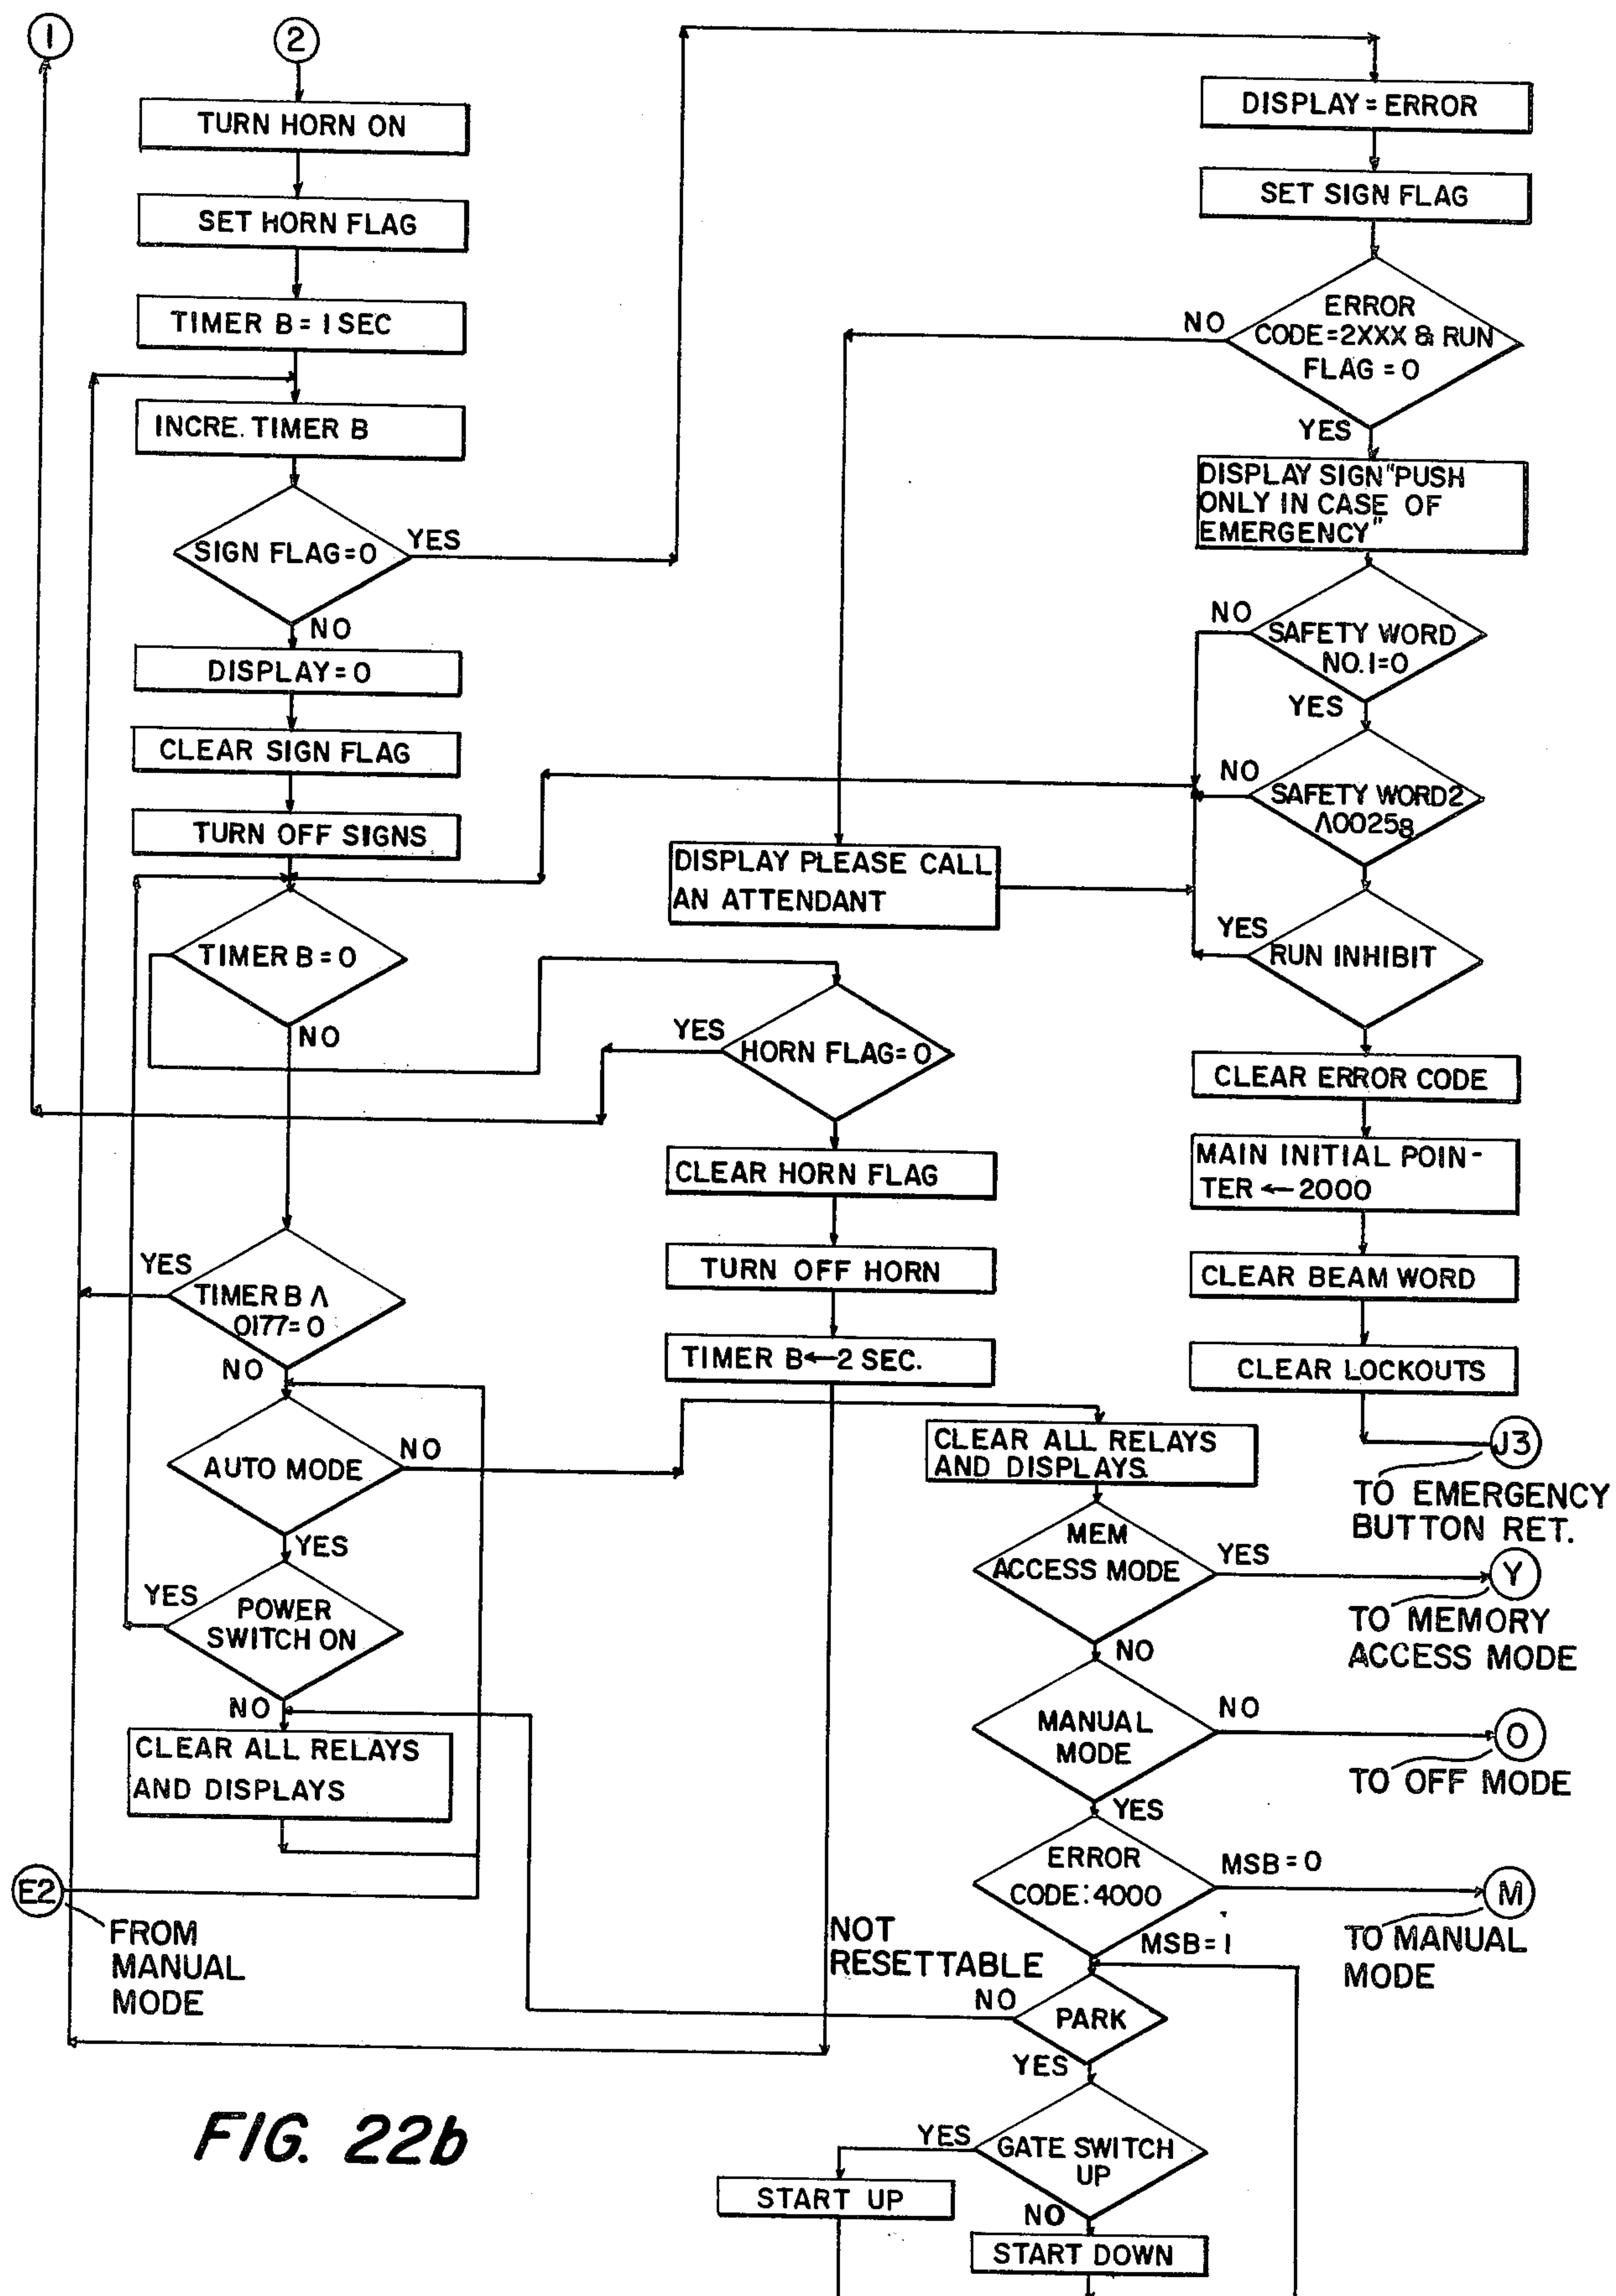 1
2
TURN HORN ON
SET HORN FLAG
TIMER B = 1 SEC
INCRE. TIMER B
SIGN FLAG=0
YES
NO
DISPLAY = 0
CLEAR SIGN FLAG
TURN OFF SIGNS
TIMER B = 0
NO
YES
TIMER B Λ
0177= 0
NO
AUTO MODE
NO
YES
YES
POWER
SWITCH ON
NO
CLEAR ALL RELAYS
AND DISPLAYS
E2
FROM
MANUAL
MODE
FIG. 22b
DISPLAY PLEASE CALL
AN ATTENDANT
YES
HORN FLAG= 0
CLEAR HORN FLAG
TURN OFF HORN
TIMER B←2 SEC.
DISPLAY = ERROR
SET SIGN FLAG
NO
ERROR
CODE=2XXX & RUN
FLAG = 0
YES
DISPLAY SIGN "PUSH
ONLY IN CASE OF
EMERGENCY"
NO
SAFETY WORD
NO.1=0
YES
NO
SAFETY WORD2
Λ0025₈
YES
RUN INHIBIT
CLEAR ERROR CODE
MAIN INITIAL POIN-
TER ← 2000
CLEAR BEAM WORD
CLEAR LOCKOUTS
J3
TO EMERGENCY
BUTTON RET.
CLEAR ALL RELAYS
AND DISPLAYS
MEM
ACCESS MODE
YES
Y
TO MEMORY
ACCESS MODE
NO
MANUAL
MODE
NO
O
TO OFF MODE
YES
ERROR
CODE:4000
MSB=0
M
TO MANUAL
MODE
NOT
RESETTABLE
MSB=1
NO
PARK
YES
YES
GATE SWITCH
UP
START UP
NO
START DOWN